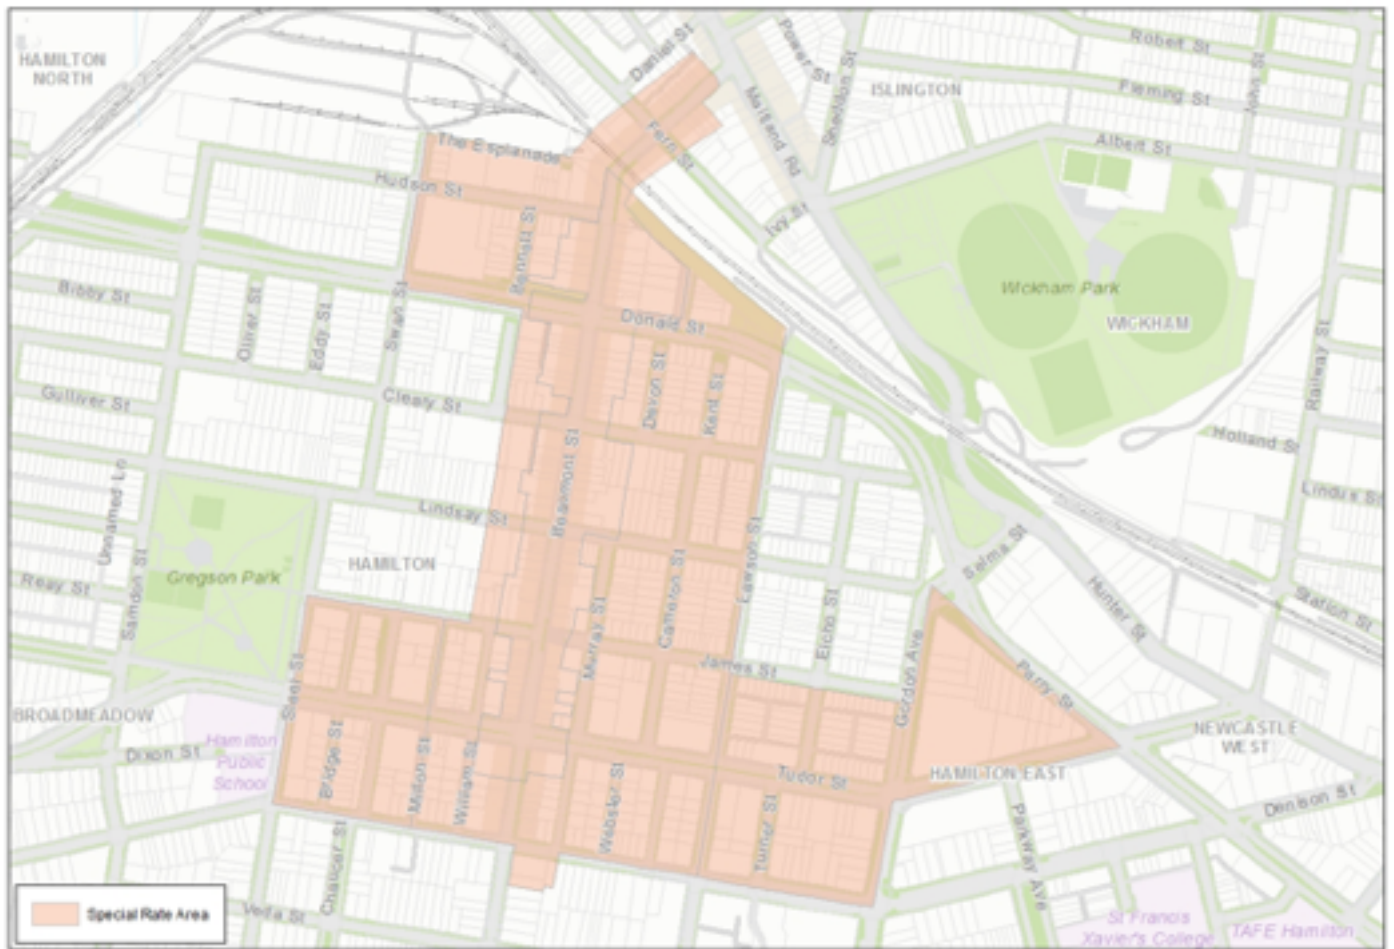 HAMILTON
NORTH
Daniel St
Power St
Sheddon St
Robert St
John St
ISLINGTON
Fleming St
Maitland Rd
Albert St
The Esplanade
Fern St
Hudson St
Kennall St
Ivy St
Wickham Park
WICKHAM
Bibby St
Oliver St
Eddy St
Swan St
Donald St
Devon St
Kent St
Railway St
Gulliver St
Cleary St
Holland St
Beaumont St
Unnamed Ln
Lindsay St
Lindus St
HAMILTON
Lawson St
Selma St
Gregson Park
Reay St
Samdon St
Cameron St
Murray St
Echo St
Hunter St
Station St
James St
Gordon Ave
Parry St
Steel St
BROADMEADOW
Dixon St
Hamilton
Public
School
Bridge St
Milton St
William St
Webster St
Tudor St
Turner St
HAMILTON EAST
NEWCASTLE
WEST
Denison St
Parkway Ave
Chaucer St
Veda St
St Francis
Xavier's College
TAFE Hamilton
Special Rate Area